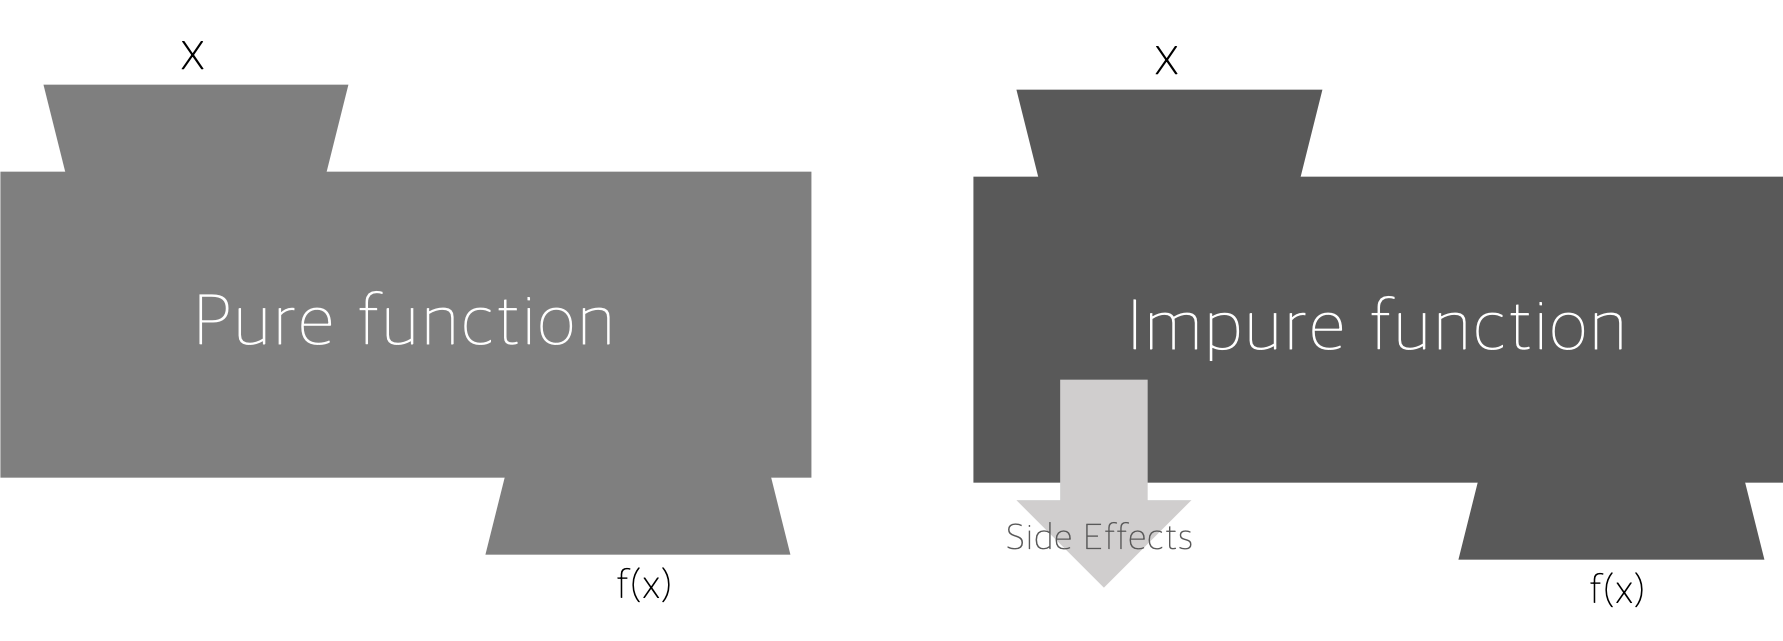 X
Pure function
f(x)
X
Impure function
Side Effects
f(x)